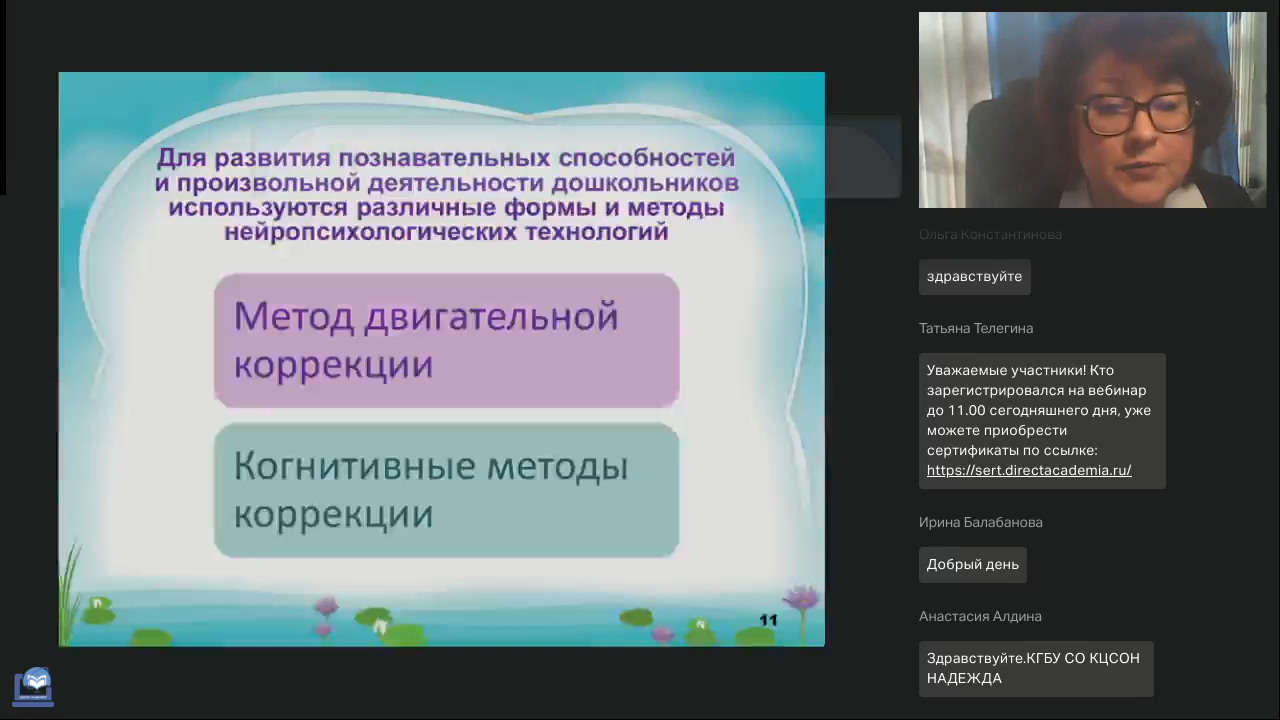 Для развития познавательных способностей
и произвольной деятельности дошкольников
используются различные формы и методы
нейропсихологических технологий
Метод двигательной
коррекции
Когнитивные методы
коррекции
11
Ольга Константинова
здравствуйте
Татьяна Телегина
Уважаемые участники! Кто
зарегистрировался на вебинар
до 11.00 сегодняшнего дня, уже
можете приобрести
сертификаты по ссылке:
https://sert.directacademia.ru/
Ирина Балабанова
Добрый день
Анастасия Алдина
Здравствуйте.КГБУ СО КЦСОН
НАДЕЖДА